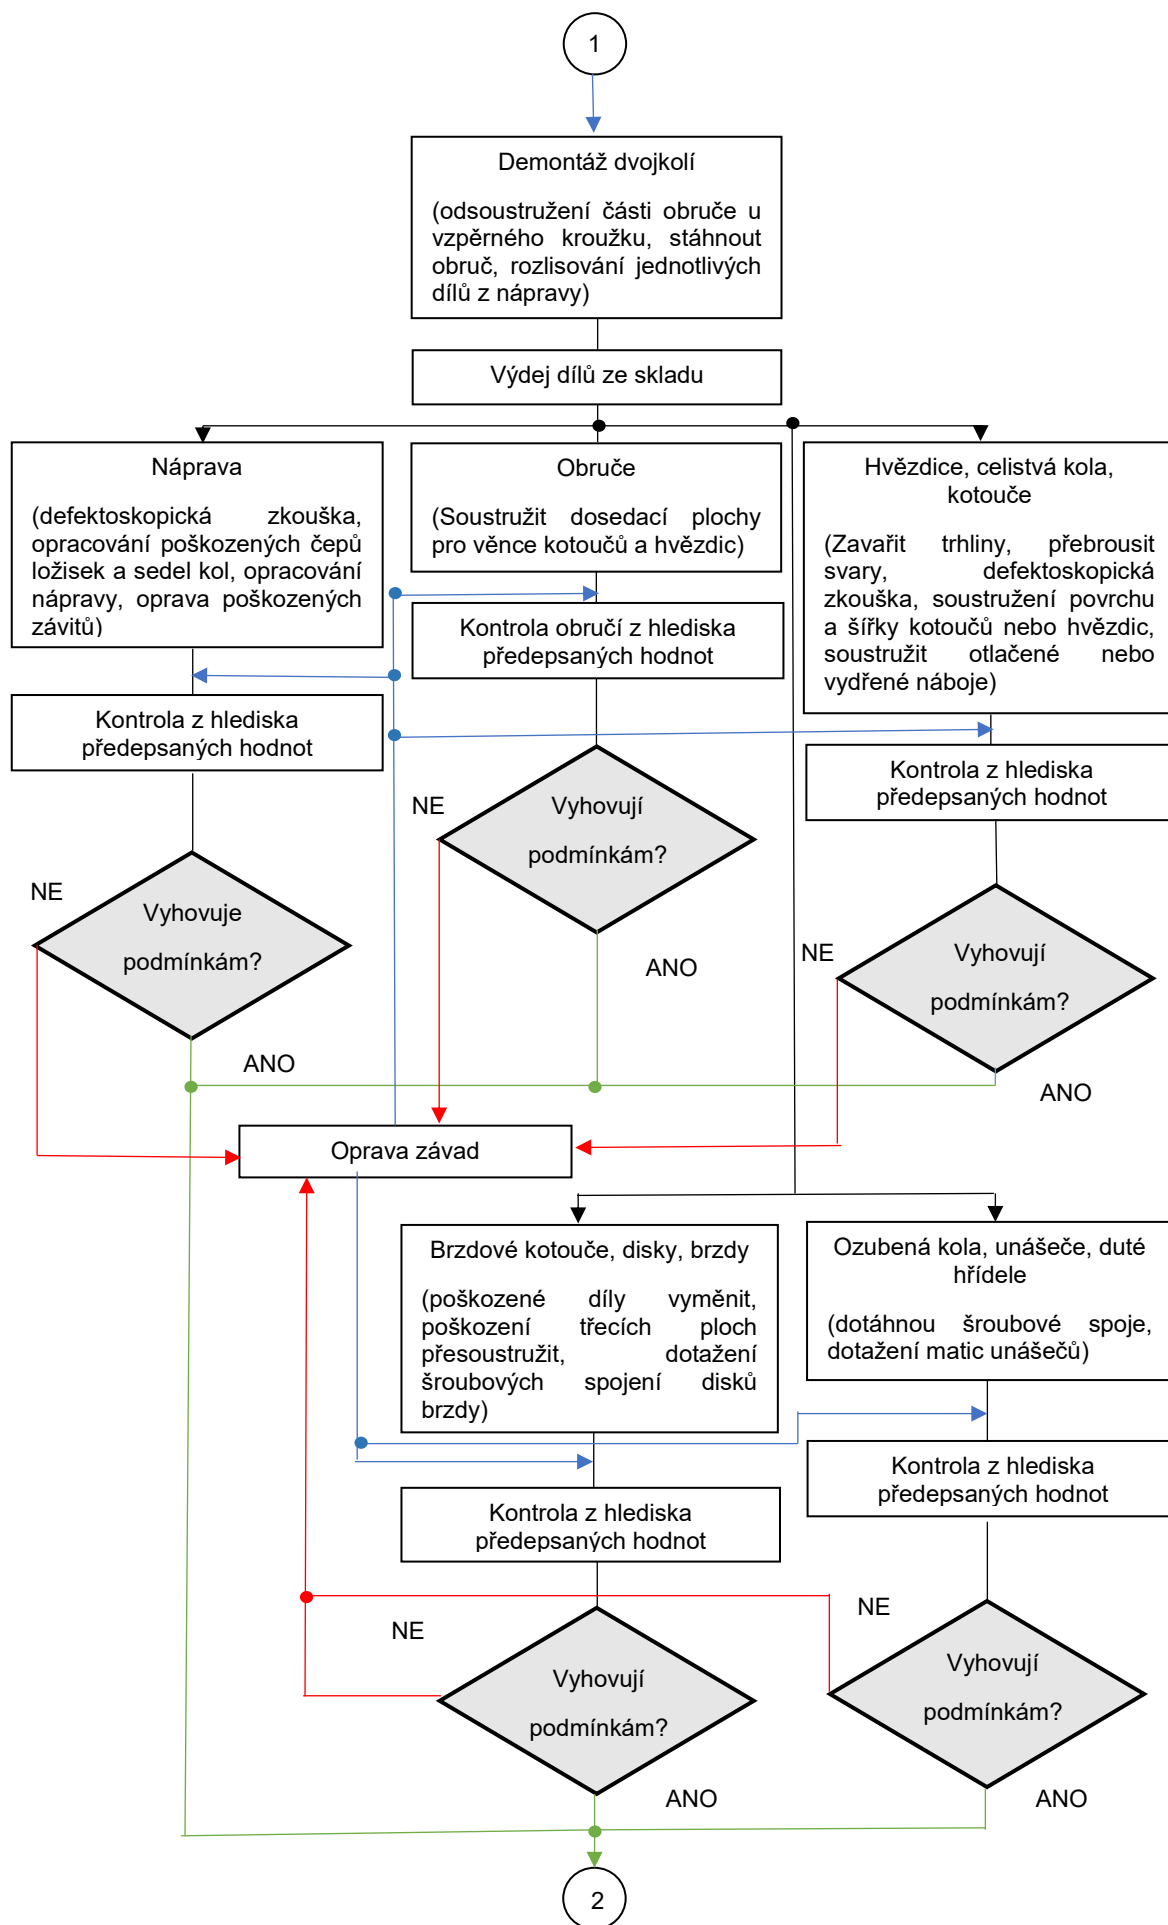 1
Demontáž dvojkolí
(odsoustružení části obruče u
vzpěrného kroužku, stáhnout
obruč, rozlisování jednotlivých
dílů z nápravy)
Výdej dílů ze skladu
Náprava
(defektoskopická zkouška,
opracování poškozených čepů
ložisek a sedel kol, opracování
nápravy, oprava poškozených
závitů)
Obruče
(Soustružit dosedací plochy
pro věnce kotoučů a hvězdic)
Hvězdice, celistvá kola,
kotouče
(Zavařit trhliny, přebrousit
svary, defektoskopická
zkouška, soustružení povrchu
a šířky kotoučů nebo hvězdic,
soustružit otlačené nebo
vydřené náboje)
Kontrola obručí z hlediska
předepsaných hodnot
Kontrola z hlediska
předepsaných hodnot
Kontrola z hlediska
předepsaných hodnot
NE
Vyhovují
podmínkám?
ANO
NE
Vyhovuje
podmínkám?
ANO
NE
Vyhovují
podmínkám?
ANO
Oprava závad
Brzdové kotouče, disky, brzdy
(poškozené díly vyměnit,
poškození třecích ploch
přesoustružit, dotažení
šroubových spojení disků
brzdy)
Ozubená kola, unášeče, duté
hřídele
(dotáhnou šroubové spoje,
dotažení matic unášečů)
Kontrola z hlediska
předepsaných hodnot
Kontrola z hlediska
předepsaných hodnot
NE
Vyhovují
podmínkám?
ANO
NE
Vyhovují
podmínkám?
ANO
2